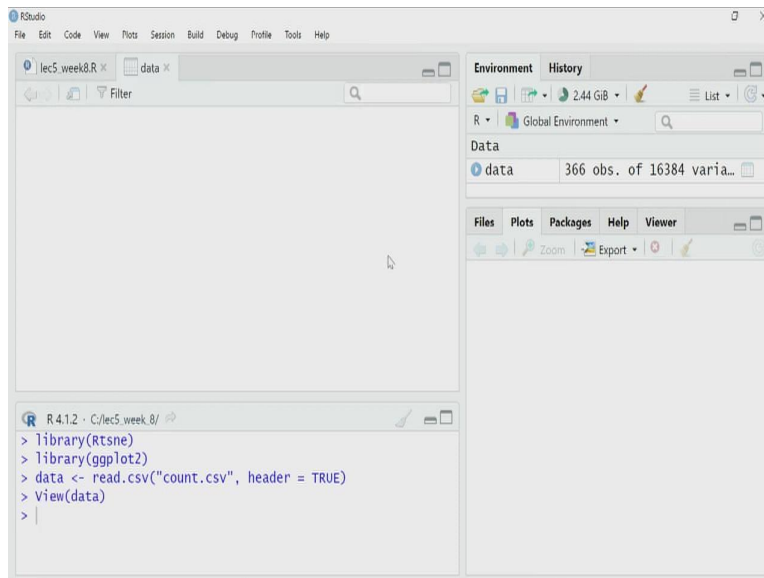 RStudio
File Edit Code View Plots Session Build Debug Profile Tools Help
lec5_week8.R × data ×
Filter
Environment History
2.44 GiB List
R Global Environment
Data
data 366 obs. of 16384 varia…
Files Plots Packages Help Viewer
Zoom Export
R 4.1.2 · C:/lec5_week_8/
> library(Rtsne)
> library(ggplot2)
> data <- read.csv("count.csv", header = TRUE)
> View(data)
>